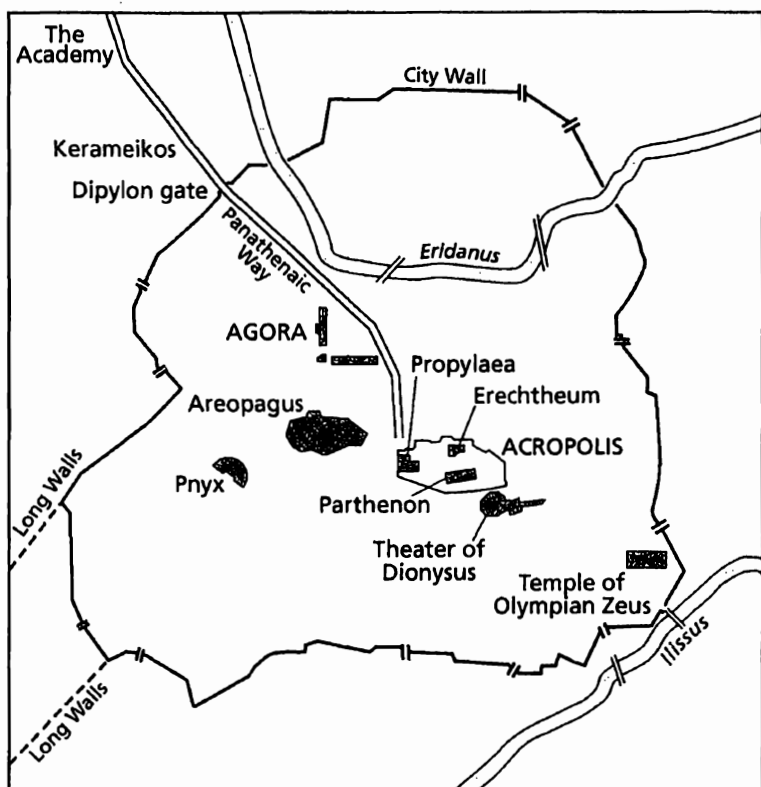 The
Academy
City Wall
Kerameikos
Dipylon gate
Panathenaic
Way
Eridanus
AGORA
Propylaea
Erechtheum
Areopagus
ACROPOLIS
Pnyx
Parthenon
Long Walls
Theater of
Dionysus
Temple of
Olympian Zeus
Ilissus
Long Walls